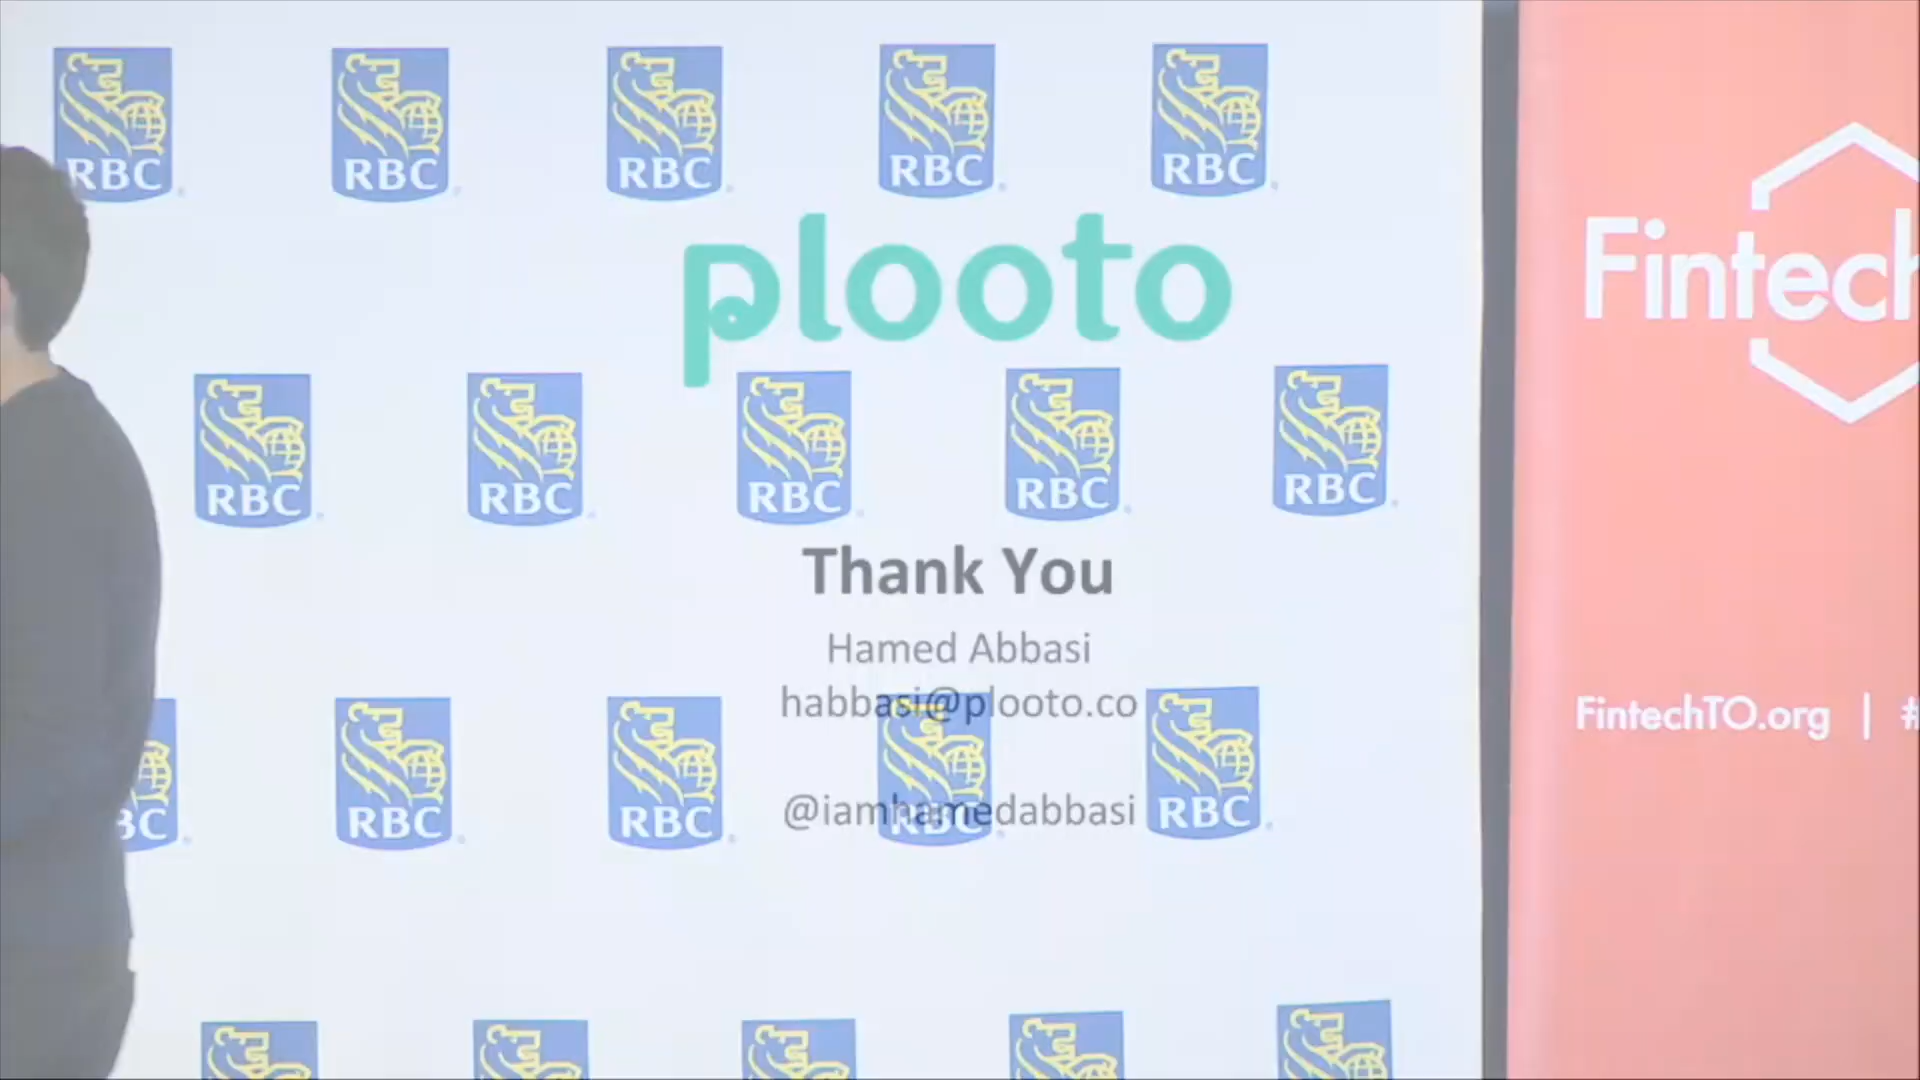 RBC RBC RBC RBC RBC
plooto
Fintech
RBC RBC RBC RBC RBC
Thank You
Hamed Abbasi
habbasi@plooto.co
FintechTO.org | #
@iamhamedabbasi
RBC RBC RBC RBC RBC